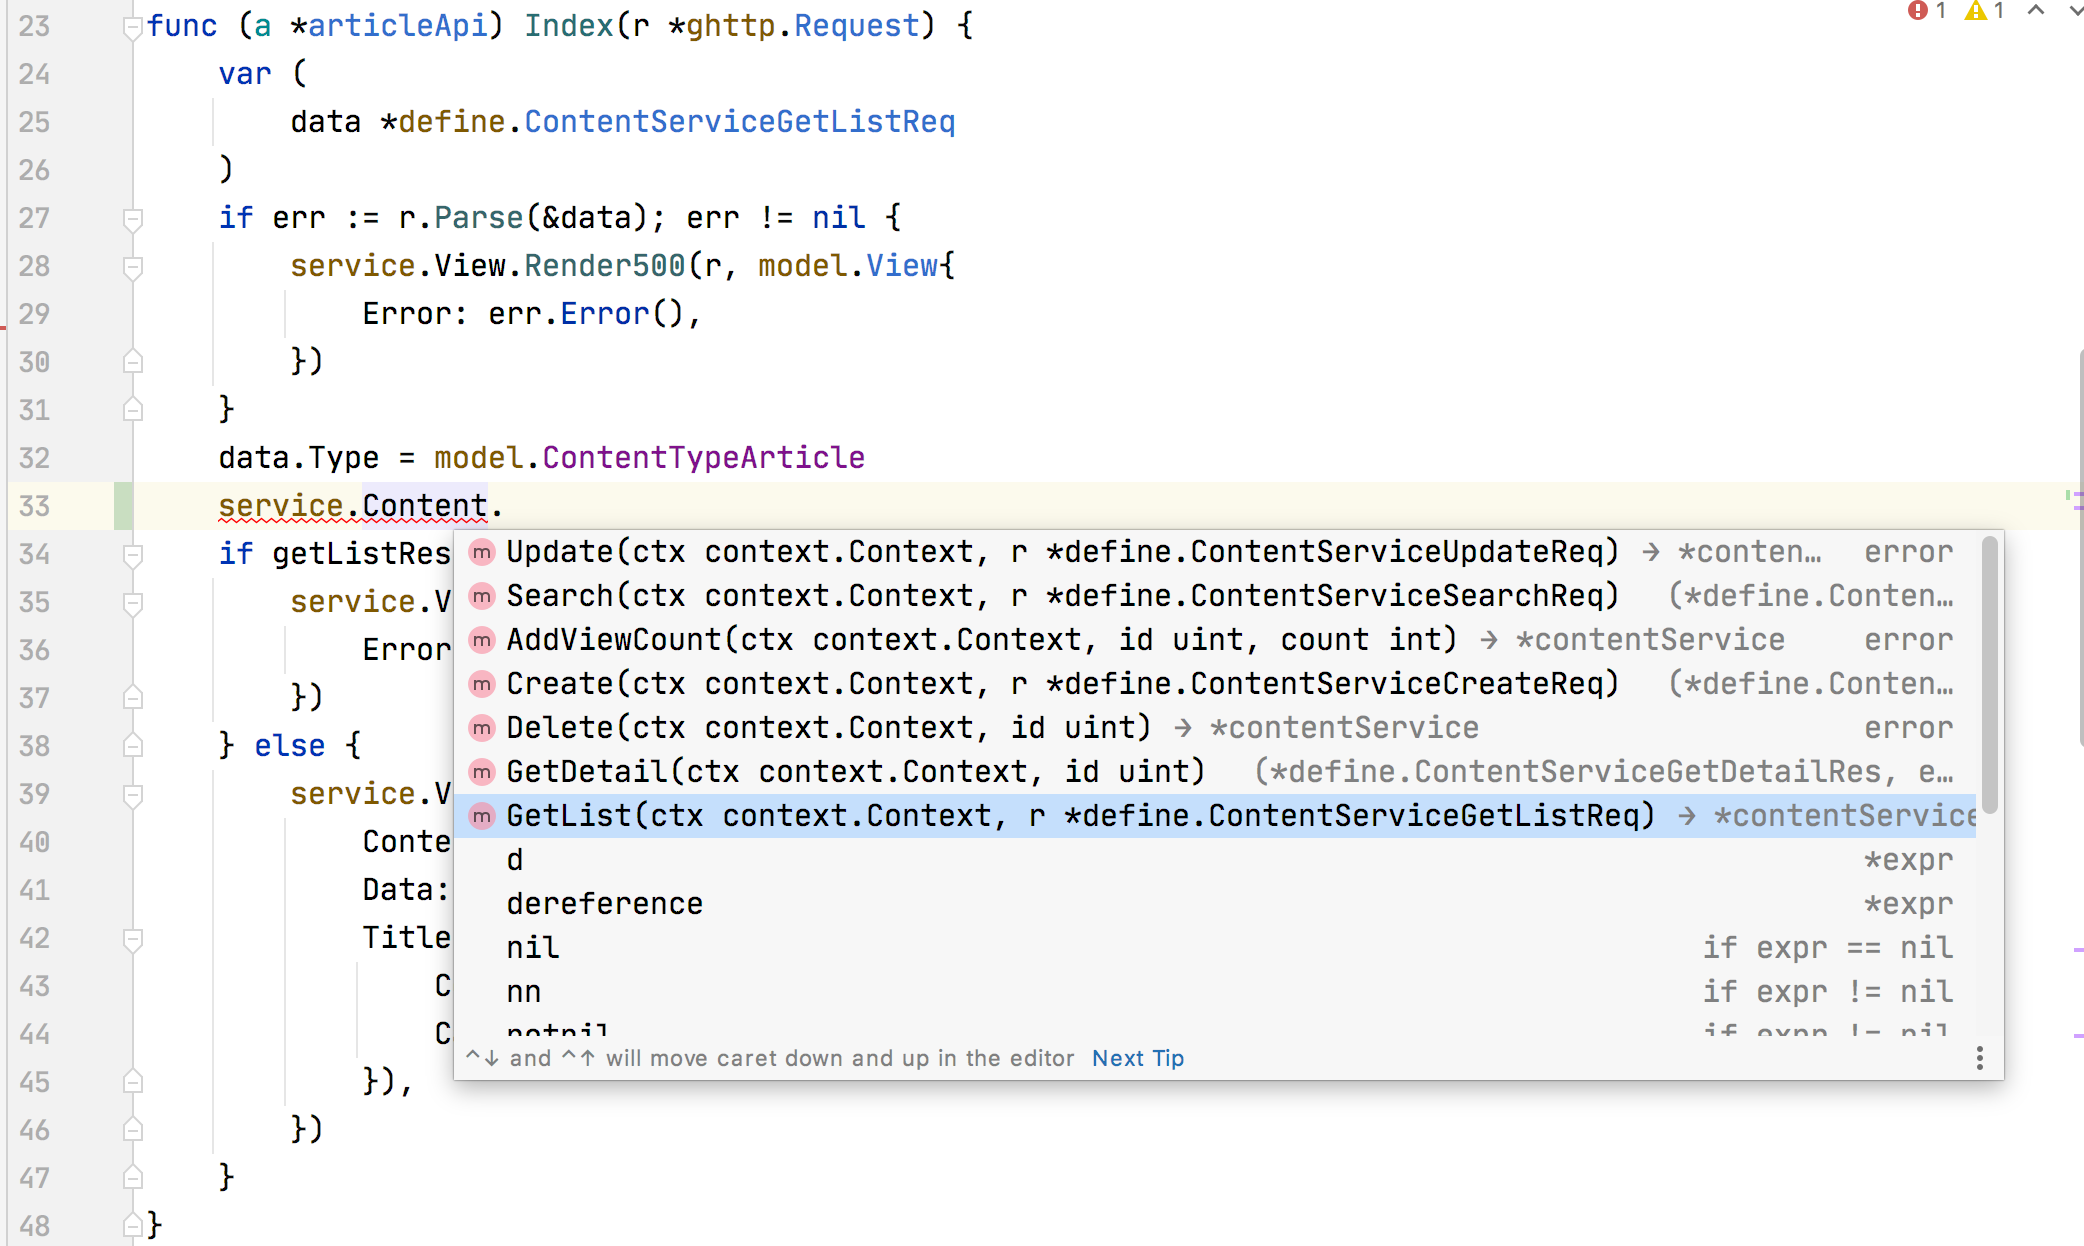 23 func (a *articleApi) Index(r *ghttp.Request) {
1 1
24 var (
25 data *define.ContentServiceGetListReq
26 )
27 if err := r.Parse(&data); err != nil {
28 service.View.Render500(r, model.View{
29 Error: err.Error(),
30 })
31 }
32 data.Type = model.ContentTypeArticle
33 service.Content.
34 if getListRes
35 service.V
36 Error
37 })
38 } else {
39 service.V
40 Conte
41 Data:
42 Title
43 C
44 C
45 }),
46 })
47 }
48 }
m Update(ctx context.Context, r *define.ContentServiceUpdateReq) → *conten… error
m Search(ctx context.Context, r *define.ContentServiceSearchReq) (*define.Conten…
m AddViewCount(ctx context.Context, id uint, count int) → *contentService error
m Create(ctx context.Context, r *define.ContentServiceCreateReq) (*define.Conten…
m Delete(ctx context.Context, id uint) → *contentService error
m GetDetail(ctx context.Context, id uint) (*define.ContentServiceGetDetailRes, e…
m GetList(ctx context.Context, r *define.ContentServiceGetListReq) → *contentService
d *expr
dereference *expr
nil if expr == nil
nn if expr != nil
notnil if expr != nil
^↓ and ^↑ will move caret down and up in the editor Next Tip